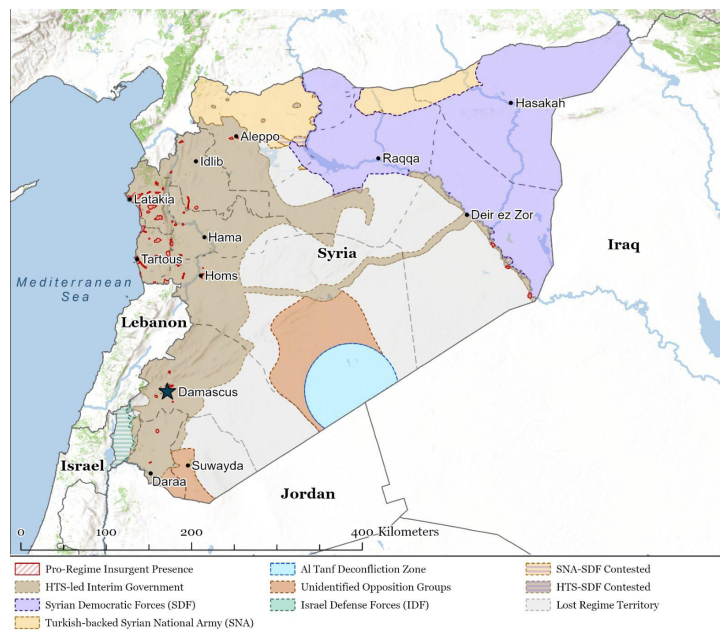 Hasakah
Aleppo
Idlib
Raqqa
Latakia
Deir ez Zor
Hama
Syria
Iraq
Tartous
Homs
Mediterranean
Sea
Lebanon
Damascus
Israel
Suwayda
Daraa
Jordan
0 100 200 400 Kilometers
Pro-Regime Insurgent Presence
HTS-led Interim Government
Syrian Democratic Forces (SDF)
Turkish-backed Syrian National Army (SNA)
Al Tanf Deconfliction Zone
Unidentified Opposition Groups
Israel Defense Forces (IDF)
SNA-SDF Contested
HTS-SDF Contested
Lost Regime Territory